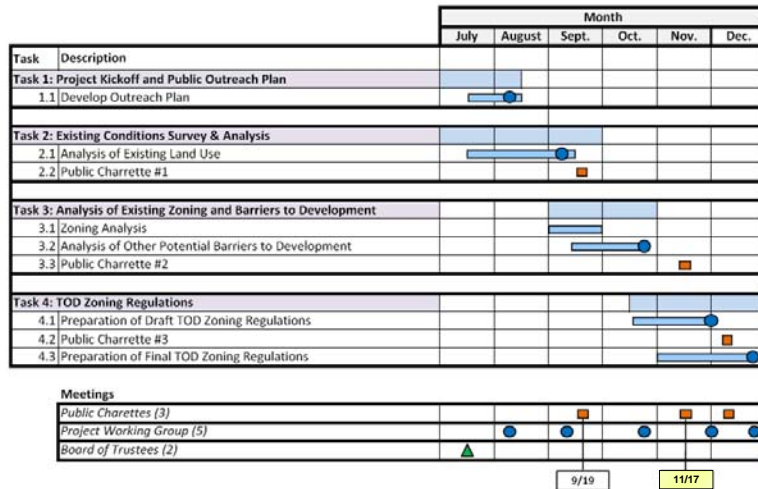 Month
July August Sept. Oct. Nov. Dec.
Task Description
Task 1: Project Kickoff and Public Outreach Plan
1.1 Develop Outreach Plan
Task 2: Existing Conditions Survey & Analysis
2.1 Analysis of Existing Land Use
2.2 Public Charrette #1
Task 3: Analysis of Existing Zoning and Barriers to Development
3.1 Zoning Analysis
3.2 Analysis of Other Potential Barriers to Development
3.3 Public Charrette #2
Task 4: TOD Zoning Regulations
4.1 Preparation of Draft TOD Zoning Regulations
4.2 Public Charrette #3
4.3 Preparation of Final TOD Zoning Regulations
Meetings
Public Charettes (3)
Project Working Group (5)
Board of Trustees (2)
9/19 11/17